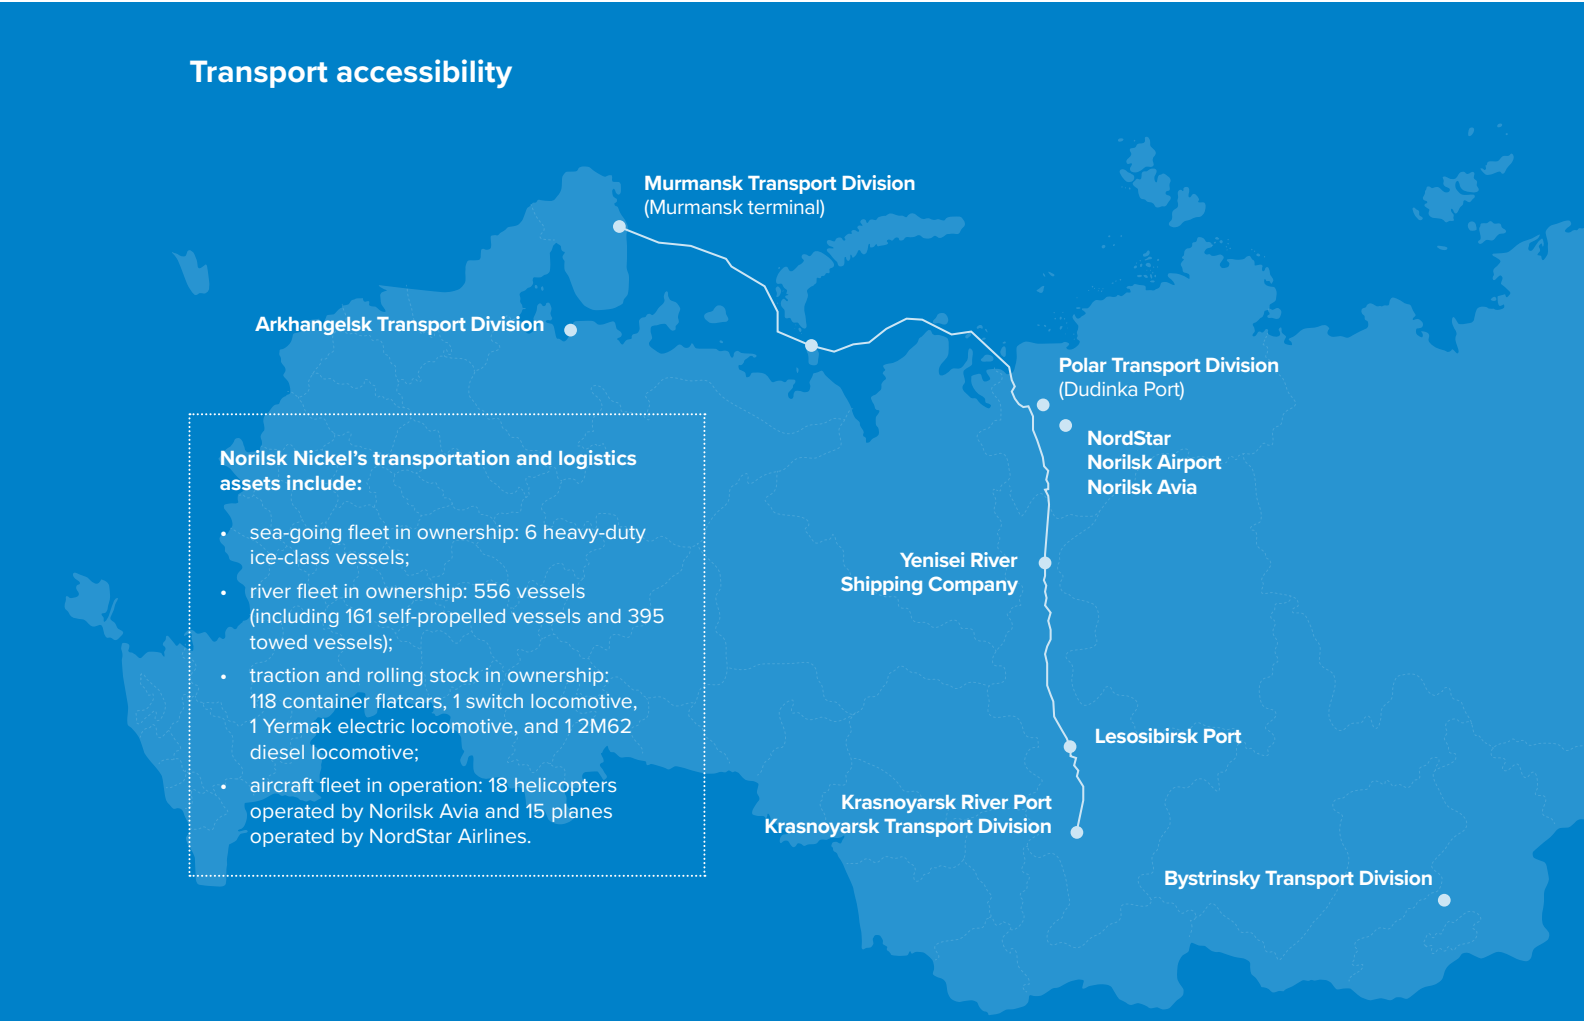 Transport accessibility
Murmansk Transport Division
(Murmansk terminal)
Arkhangelsk Transport Division
Polar Transport Division
(Dudinka Port)
NordStar
Norilsk Airport
Norilsk Avia
Norilsk Nickel’s transportation and logistics
assets include:
• sea-going fleet in ownership: 6 heavy-duty
ice-class vessels;
• river fleet in ownership: 556 vessels
(including 161 self-propelled vessels and 395
towed vessels);
• traction and rolling stock in ownership:
118 container flatcars, 1 switch locomotive,
1 Yermak electric locomotive, and 1 2M62
diesel locomotive;
• aircraft fleet in operation: 18 helicopters
operated by Norilsk Avia and 15 planes
operated by NordStar Airlines.
Yenisei River
Shipping Company
Lesosibirsk Port
Krasnoyarsk River Port
Krasnoyarsk Transport Division
Bystrinsky Transport Division